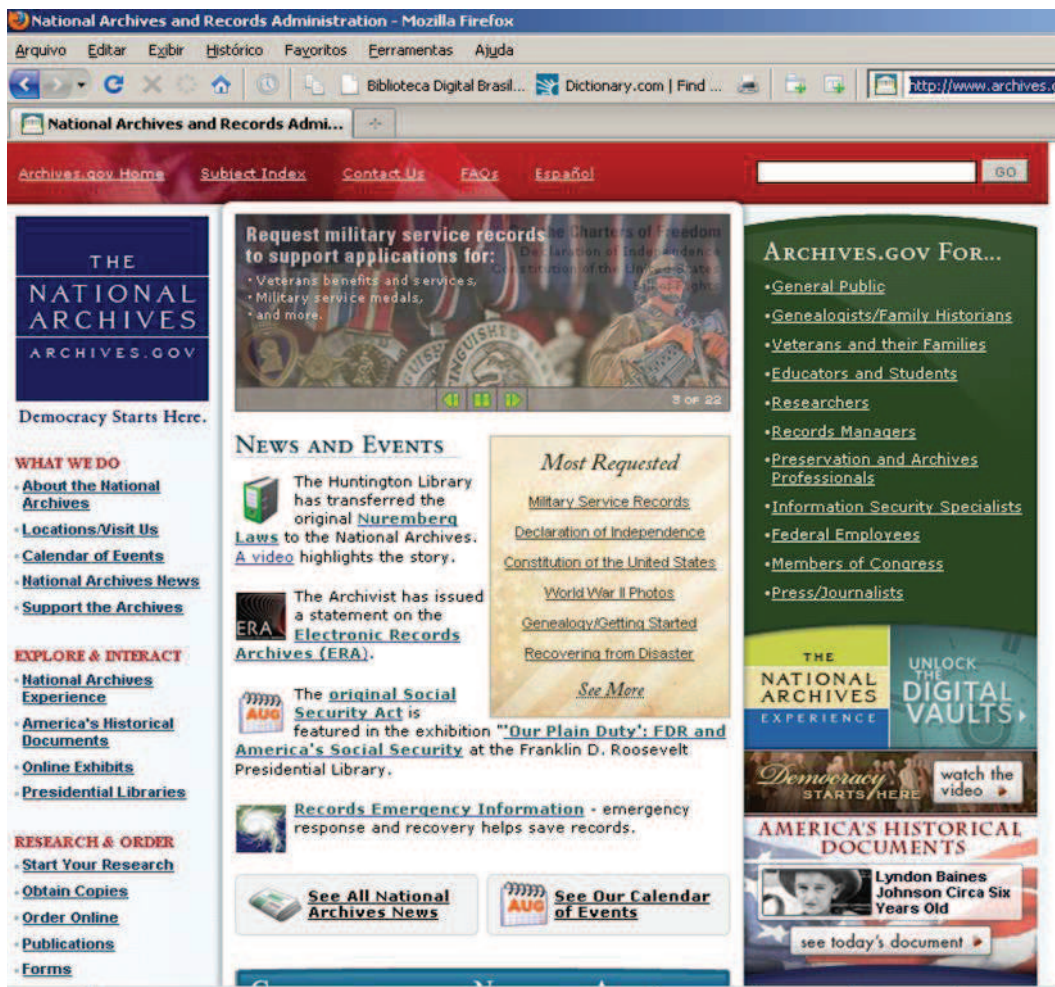 National Archives and Records Administration - Mozilla Firefox
Arquivo Editar Exibir Histórico Favoritos Ferramentas Ajuda
Biblioteca Digital Brasil... Dictionary.com | Find ... http://www.archives.
National Archives and Records Admi...
Archives.gov Home Subject Index Contact Us FAQs Español GO
THE
NATIONAL
ARCHIVES
ARCHIVES.GOV
Democracy Starts Here.
WHAT WE DO
About the National
Archives
Locations/Visit Us
Calendar of Events
National Archives News
Support the Archives
EXPLORE & INTERACT
National Archives
Experience
America's Historical
Documents
Online Exhibits
Presidential Libraries
RESEARCH & ORDER
Start Your Research
Obtain Copies
Order Online
Publications
Forms
Request military service records
to support applications for:
• Veterans benefits and services,
• Military service medals,
• and more.
the Charters of Freedom
Declaration of Independence
Constitution of the United States
Bill of Rights
3 OF 22
NEWS AND EVENTS
The Huntington Library
has transferred the
original Nuremberg
Laws to the National Archives.
A video highlights the story.
ERA
The Archivist has issued
a statement on the
Electronic Records
Archives (ERA).
AUG
The original Social
Security Act is
featured in the exhibition "'Our Plain Duty': FDR and
America's Social Security at the Franklin D. Roosevelt
Presidential Library.
Records Emergency Information - emergency
response and recovery helps save records.
Most Requested
Military Service Records
Declaration of Independence
Constitution of the United States
World War II Photos
Genealogy/Getting Started
Recovering from Disaster
See More
See All National
Archives News
AUG
See Our Calendar
of Events
ARCHIVES.GOV FOR...
•General Public
•Genealogists/Family Historians
•Veterans and their Families
•Educators and Students
•Researchers
•Records Managers
•Preservation and Archives
Professionals
•Information Security Specialists
•Federal Employees
•Members of Congress
•Press/Journalists
THE
NATIONAL
ARCHIVES
EXPERIENCE
UNLOCK
THE
DIGITAL
VAULTS
Democracy
STARTS HERE
watch the
video
AMERICA'S HISTORICAL
DOCUMENTS
Lyndon Baines
Johnson Circa Six
Years Old
see today's document